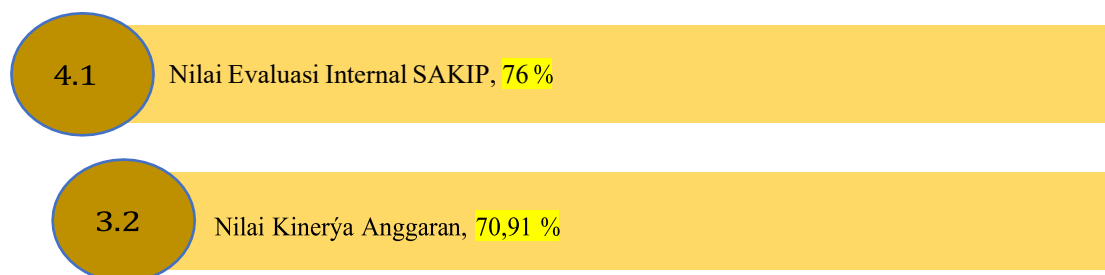 4.1
Nilai Evaluasi Internal SAKIP, 76 %
3.2
Nilai Kinerýa Anggaran, 70,91 %